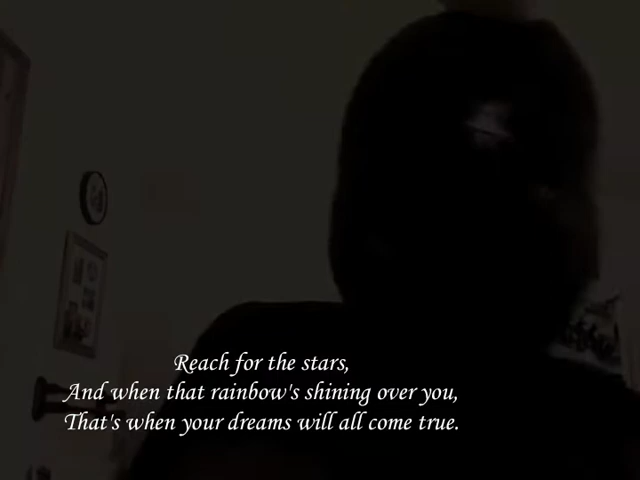 Reach for the stars,
And when that rainbow's shining over you,
That's when your dreams will all come true.